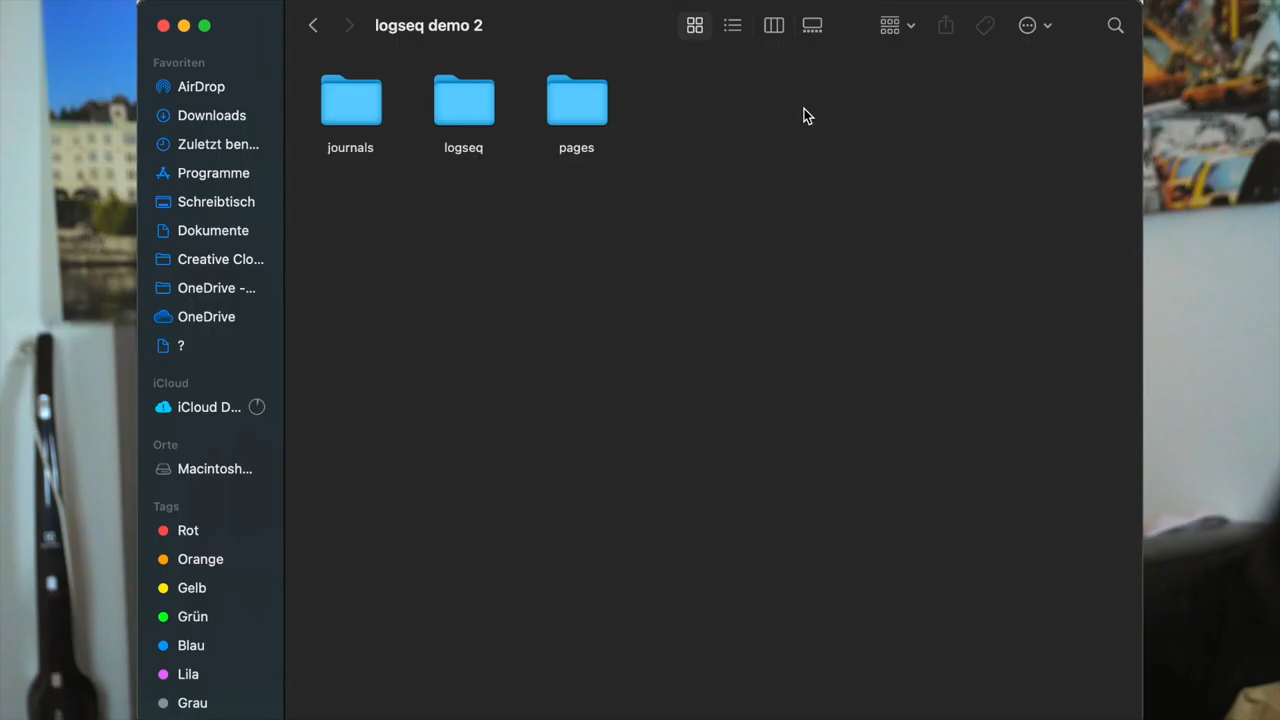 logseq demo 2
Favoriten
AirDrop
Downloads
Zuletzt ben...
Programme
Schreibtisch
Dokumente
Creative Clo...
OneDrive -...
OneDrive
?
iCloud
iCloud D...
Orte
Macintosh...
Tags
Rot
Orange
Gelb
Grün
Blau
Lila
Grau
journals
logseq
pages